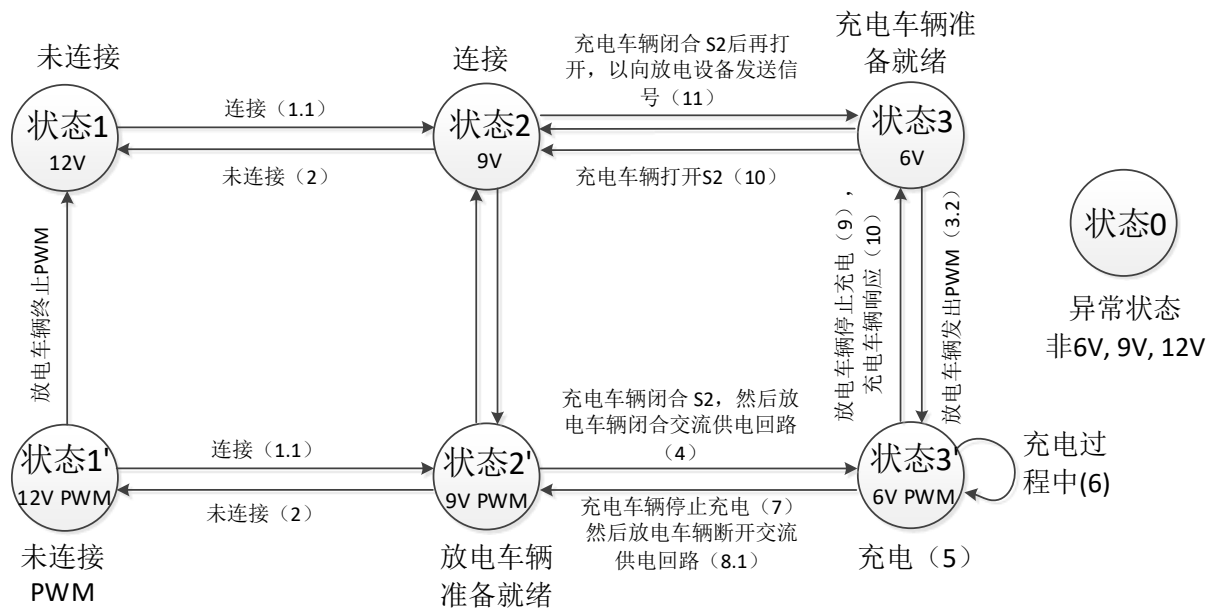 未连接
状态1
12V
连接（1.1）
未连接（2）
连接
状态2
9V
充电车辆闭合 S2后再打
开，以向放电设备发送信
号（11）
充电车辆打开S2（10）
充电车辆准
备就绪
状态3
6V
状态0
异常状态
非6V, 9V, 12V
放电车辆终止PWM
放电车辆停止充电（9），
充电车辆响应（10）
放电车辆发出PWM（3.2）
状态1'
12V PWM
未连接
PWM
连接（1.1）
未连接（2）
状态2'
9V PWM
放电车辆
准备就绪
充电车辆闭合 S2，然后放
电车辆闭合交流供电回路
（4）
充电车辆停止充电（7）
然后放电车辆断开交流
供电回路（8.1）
状态3'
6V PWM
充电（5）
充电过
程中(6)